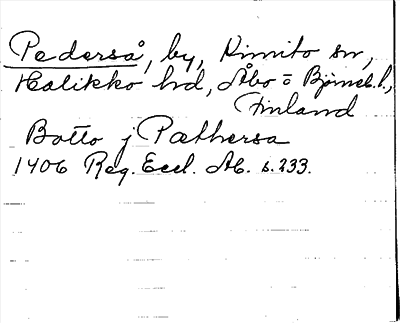 Pederså, by, Kimito sn,
Halikko hd, Åbo o Björneb. l.,
Finland
Botto j Pæthersa
1406 Reg. Eccl. Ab. s. 233.